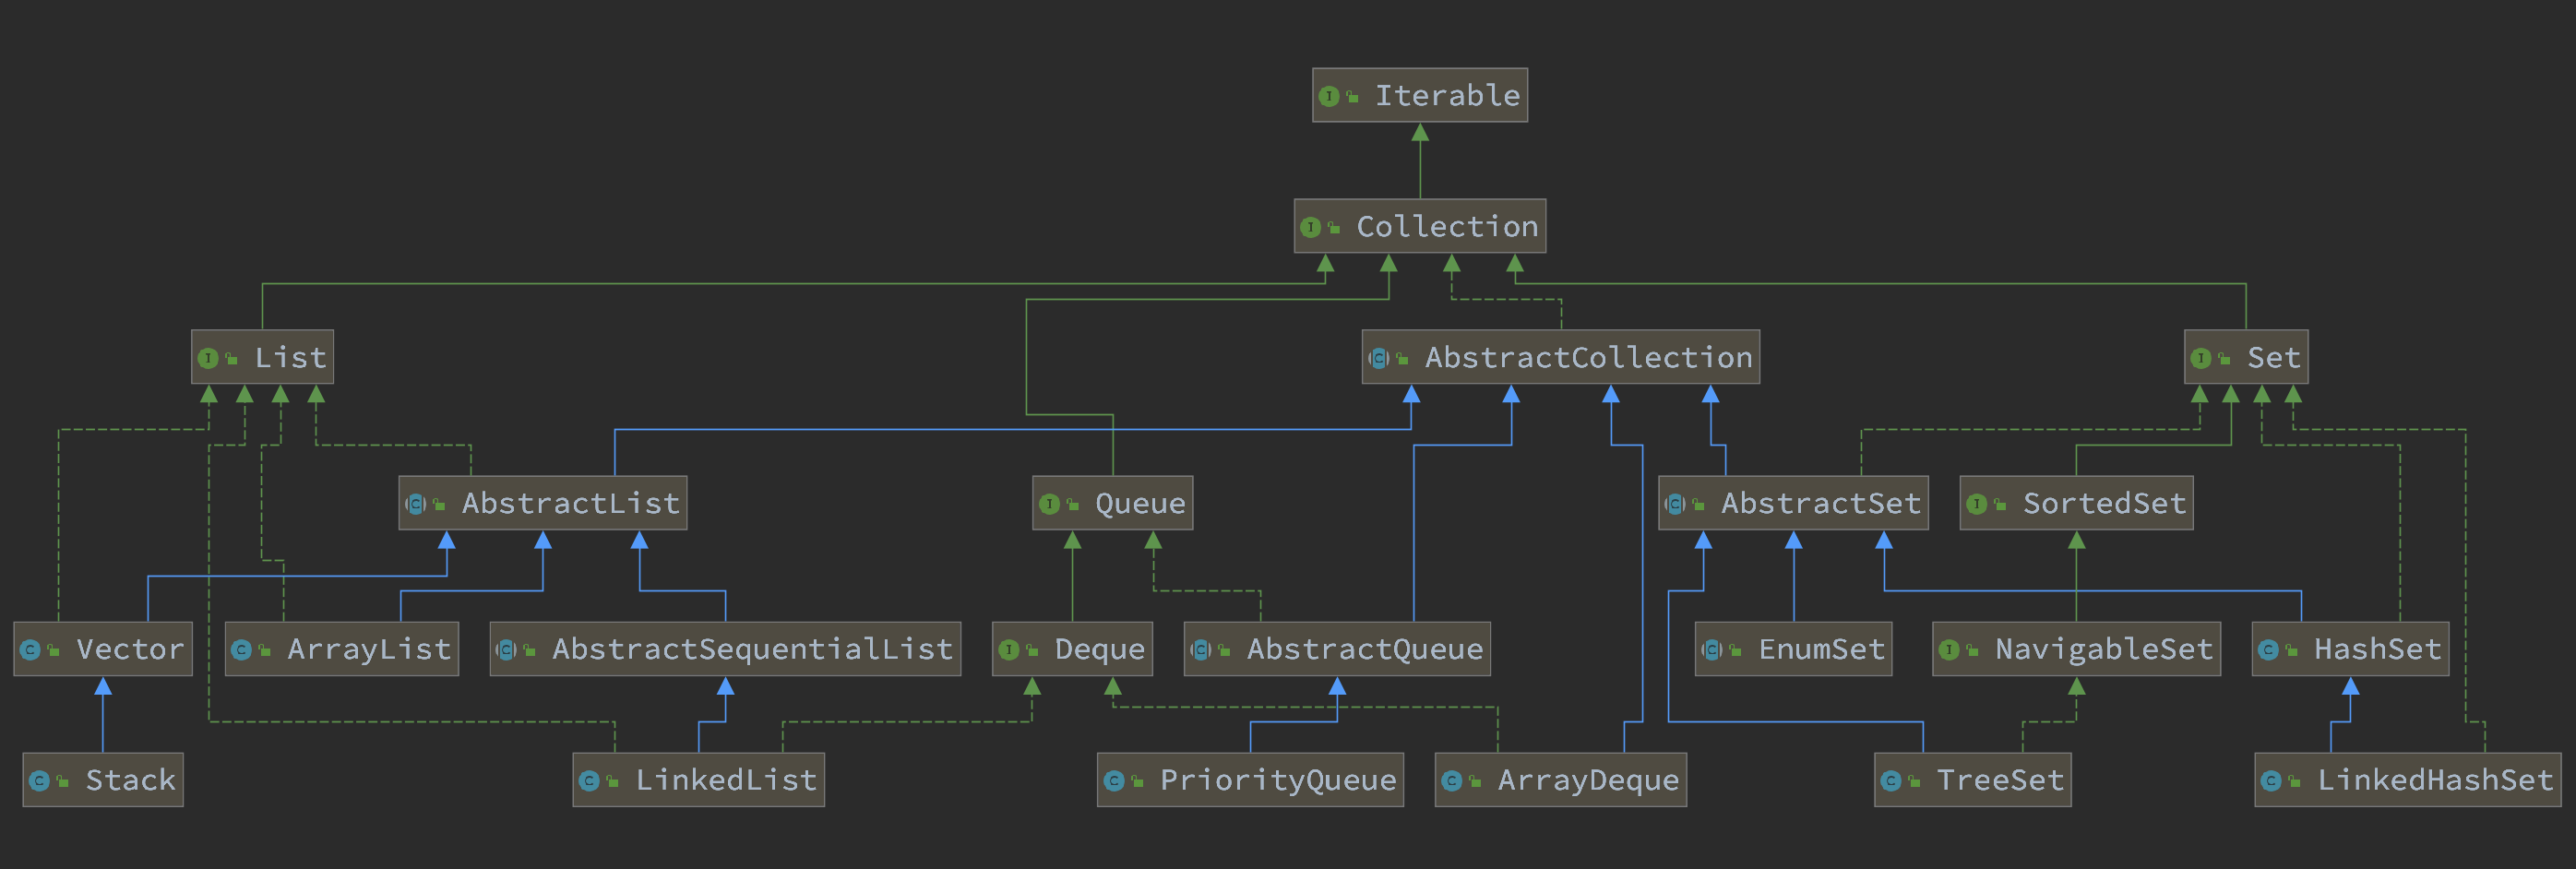 Iterable
Collection
List
AbstractCollection
Set
AbstractList
Queue
AbstractSet
SortedSet
Vector
ArrayList
AbstractSequentialList
Deque
AbstractQueue
EnumSet
NavigableSet
HashSet
Stack
LinkedList
PriorityQueue
ArrayDeque
TreeSet
LinkedHashSet